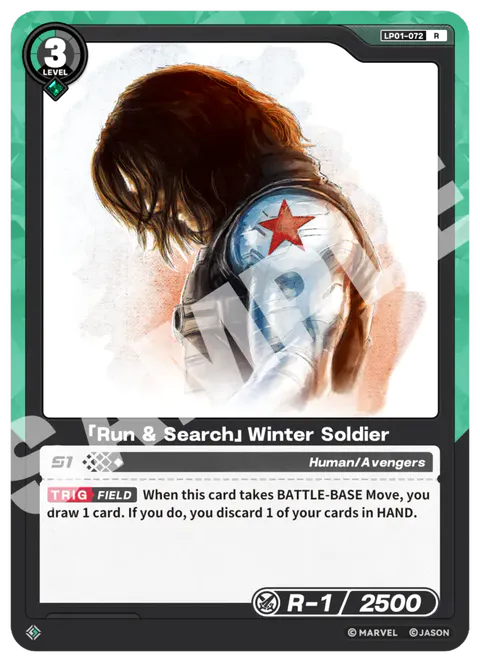 3
LEVEL
LP01-072 R
SAMPLE
「Run & Search」Winter Soldier
S1
Human/Avengers
TRIG FIELD When this card takes BATTLE-BASE Move, you
draw 1 card. If you do, you discard 1 of your cards in HAND.
R-1 / 2500
© MARVEL © JASON